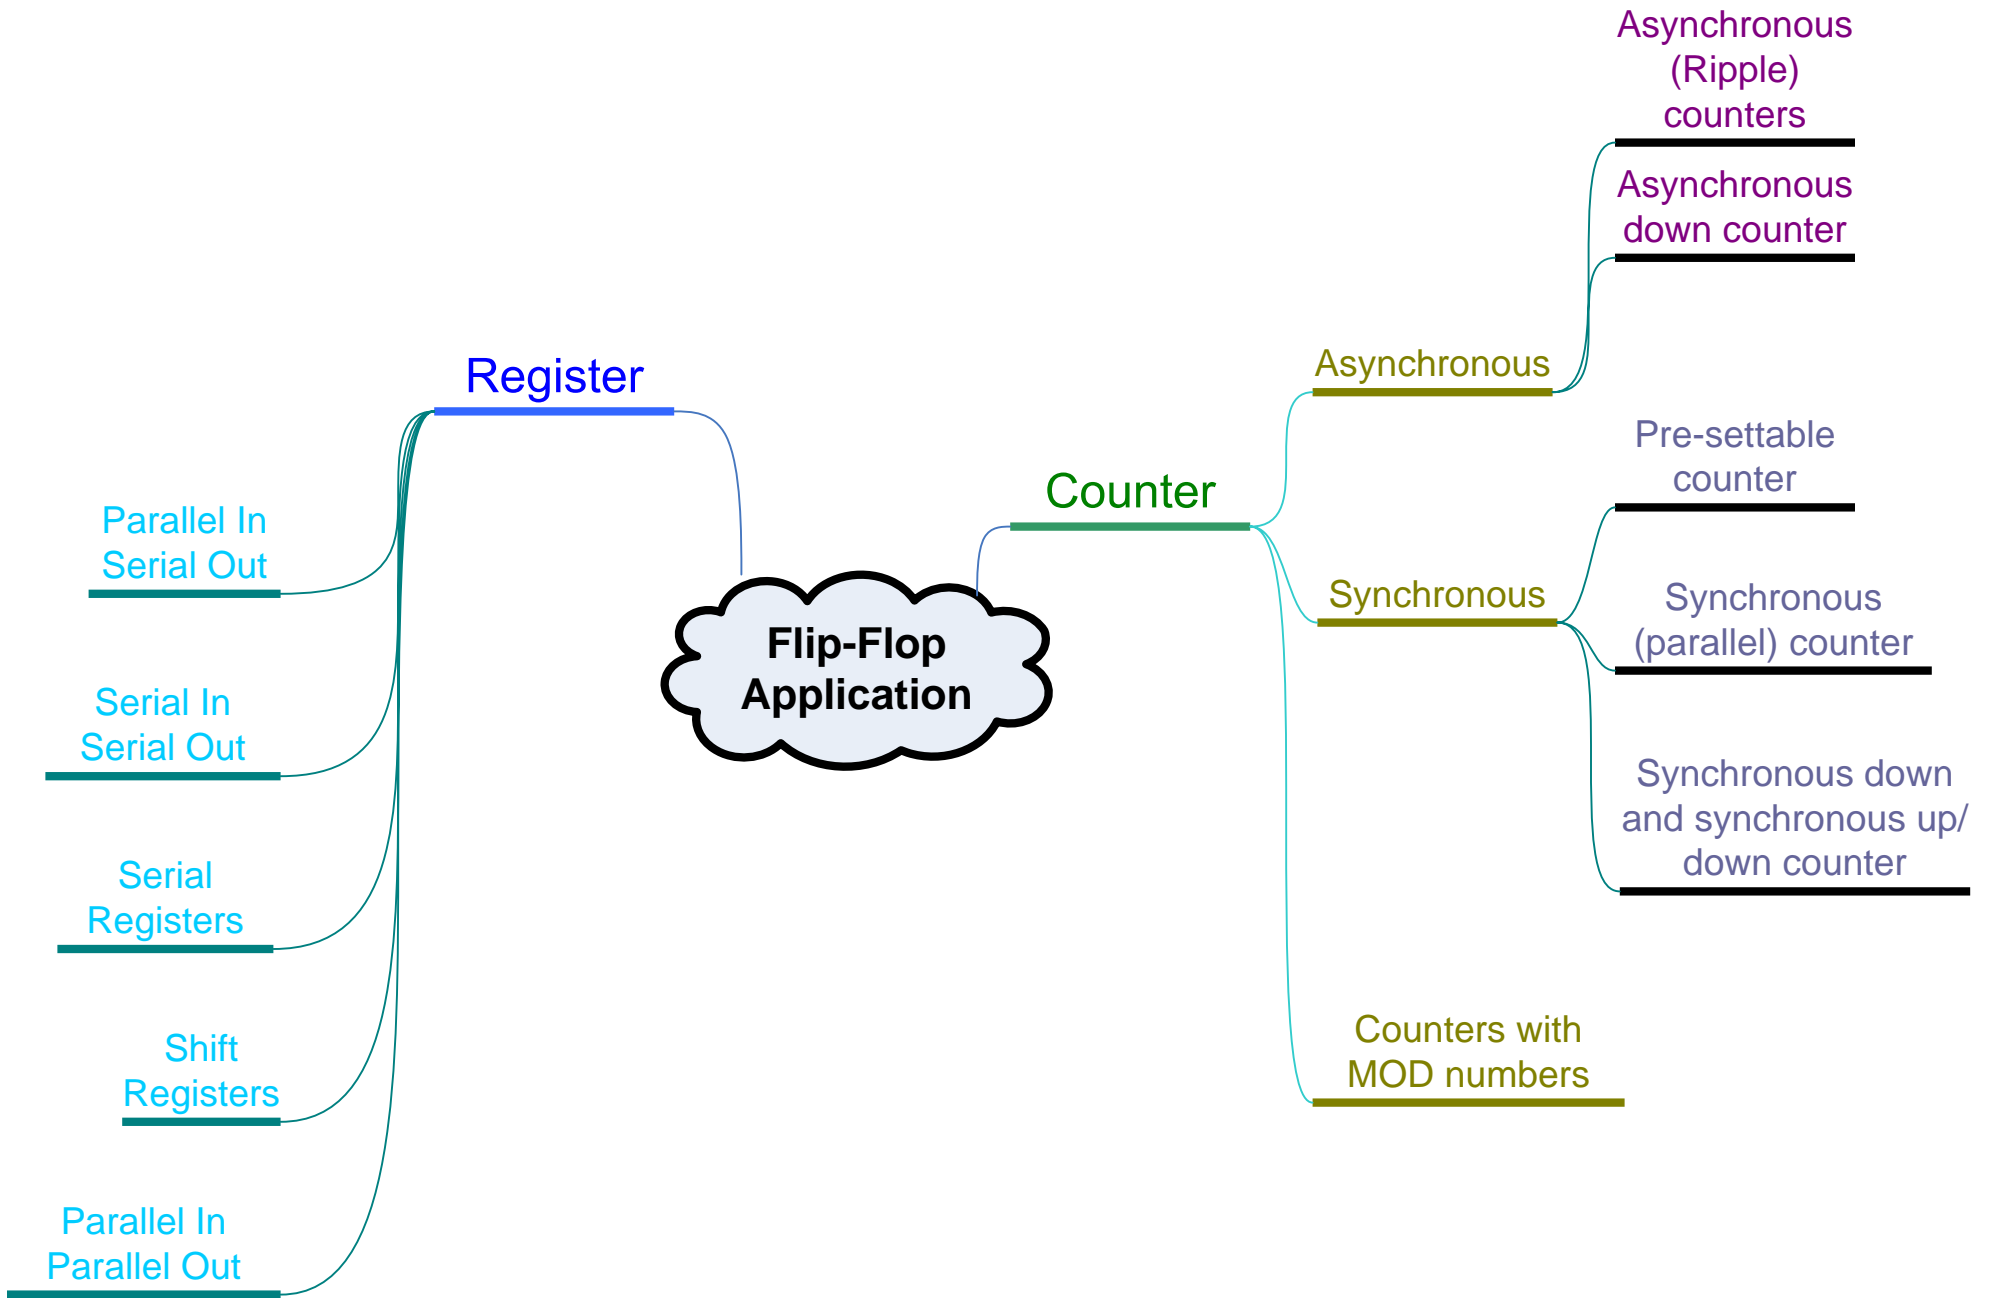 Flip-Flop
Application
Register
Parallel In
Serial Out
Serial In
Serial Out
Serial
Registers
Shift
Registers
Parallel In
Parallel Out
Counter
Asynchronous
Asynchronous
(Ripple)
counters
Asynchronous
down counter
Synchronous
Pre-settable
counter
Synchronous
(parallel) counter
Synchronous down
and synchronous up/
down counter
Counters with
MOD numbers